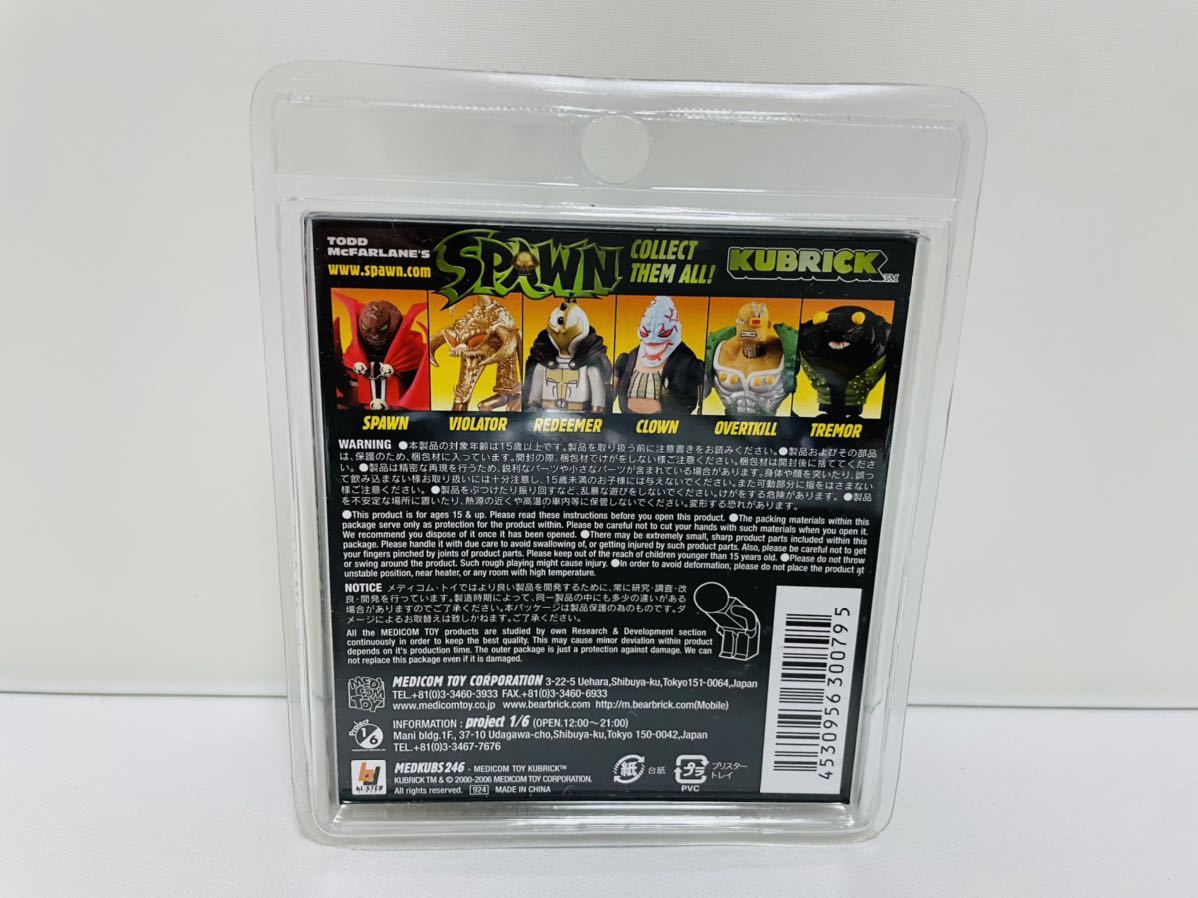 TODD
McFARLANE'S
www.spawn.com
SPAWN
COLLECT
THEM ALL!
KUBRICK™
SPAWN
VIOLATOR
REDEEMER
CLOWN
OVERTKILL
TREMOR
WARNING ●本製品の対象年齢は15歳以上です。製品を取り扱う前に注意書きをお読みください。●製品およびその部品
は、保護のため、梱包材に入っています。開封の際、梱包材でけがをしない様ご注意ください。梱包材は開封後に捨ててくださ
い。●製品は精密な再現を行うため、鋭利なパーツや小さなパーツが含まれている場合があります。身体や顔を突いたり、誤っ
て飲み込まない様お取り扱いには十分注意し、15歳未満のお子様には与えないでください。また可動部分に指をはさまない
様ご注意ください。●製品をぶつけたり振り回すなど、乱暴な遊びをしないでください。けがをする危険があります。●製品
を不安定な場所に置いたり、熱源の近くや高温の車内等に保管しないでください。変形する恐れがあります。
●This product is for ages 15 & up. Please read these instructions before you open this product. ●The packing materials within this
package serve only as protection for the product within. Please be careful not to cut your hands with such materials when you open it.
We recommend you dispose of it once it has been opened. ●There may be extremely small, sharp product parts included within this
package. Please handle it with due care to avoid swallowing of, or getting injured by such product parts. Also, please be careful not to get
your fingers pinched by joints of product parts. Please keep out of the reach of children younger than 15 years old. ●Please do not throw
or swing around the product. Such rough playing might cause injury. ●In order to avoid deformation, please do not place the product at
unstable position, near heater, or any room with high temperature.
NOTICE メディコム・トイではより良い製品を開発するために、常に研究・調査・改
良・開発を行っています。製造時期によって、同一製品の中にも多少の違いがある
場合がありますのでご了承ください。本パッケージは製品保護の為のものです。ダメ
ージによるお取替えは致しかねます。ご了承ください。
All the MEDICOM TOY products are studied by own Research & Development section
continuously in order to keep the best quality. This may cause minor deviation within product
depends on it's production time. The outer package is just a protection against damage. We can
not replace this package even if it is damaged.
MEDI
COM
TOY
MEDICOM TOY CORPORATION 3-22-5 Uehara,Shibuya-ku,Tokyo151-0064,Japan
TEL.+81(0)3-3460-3933 FAX.+81(0)3-3460-6933
www.medicomtoy.co.jp www.bearbrick.com http://m.bearbrick.com(Mobile)
Project
1/6
INFORMATION : project 1/6 (OPEN.12:00～21:00)
Mani bldg.1F., 37-10 Udagawa-cho,Shibuya-ku,Tokyo 150-0042,Japan
TEL.+81(0)3-3467-7676
MEDKUBS246 - MEDICOM TOY KUBRICK™
KUBRICK TM & © 2000-2006 MEDICOM TOY CORPORATION.
All rights reserved. 924 MADE IN CHINA
紙 台紙
プラ
PVC
ブリスター
トレイ
4530956300795